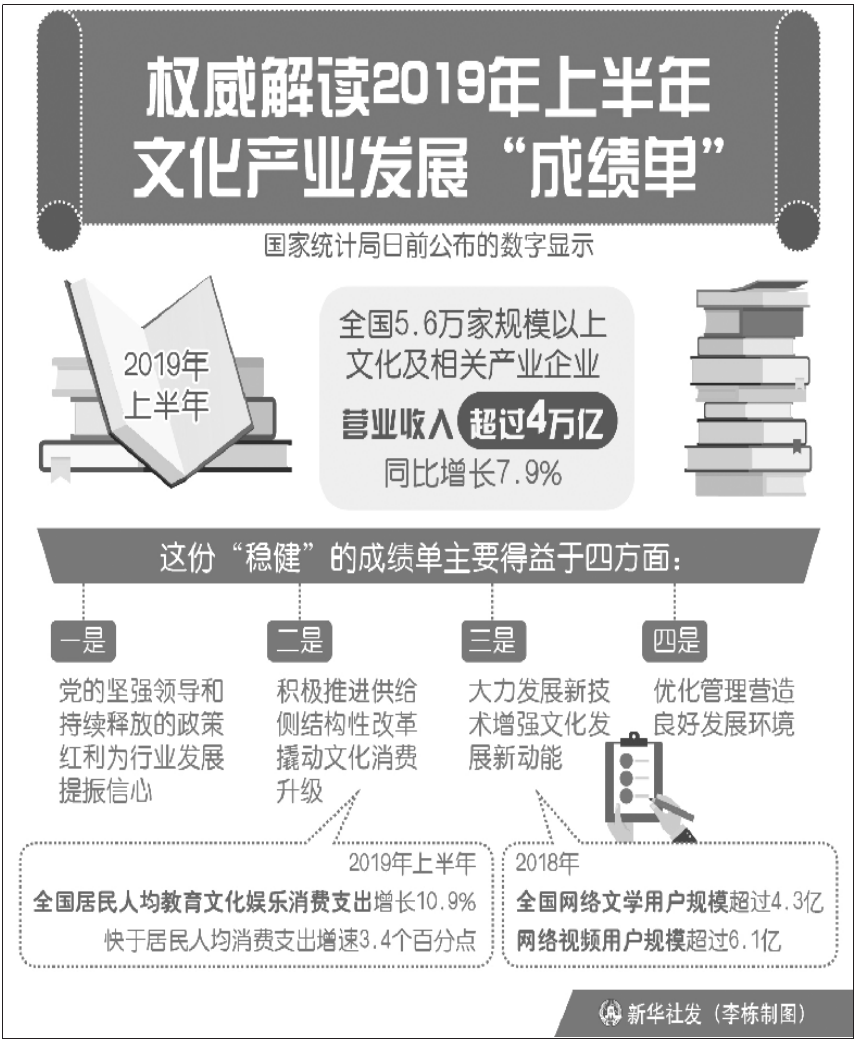 权威解读2019年上半年
文化产业发展“成绩单”
国家统计局日前公布的数字显示
2019年
上半年
全国5.6万家规模以上
文化及相关产业企业
营业收入 超过4万亿
同比增长7.9%
这份“稳健”的成绩单主要得益于四方面：
一是
党的坚强领导和
持续释放的政策
红利为行业发展
提振信心
二是
积极推进供给
侧结构性改革
撬动文化消费
升级
三是
大力发展新技
术增强文化发
展新动能
四是
优化管理营造
良好发展环境
2019年上半年
全国居民人均教育文化娱乐消费支出增长10.9%
快于居民人均消费支出增速3.4个百分点
2018年
全国网络文学用户规模超过4.3亿
网络视频用户规模超过6.1亿
新华社发（李栋制图）